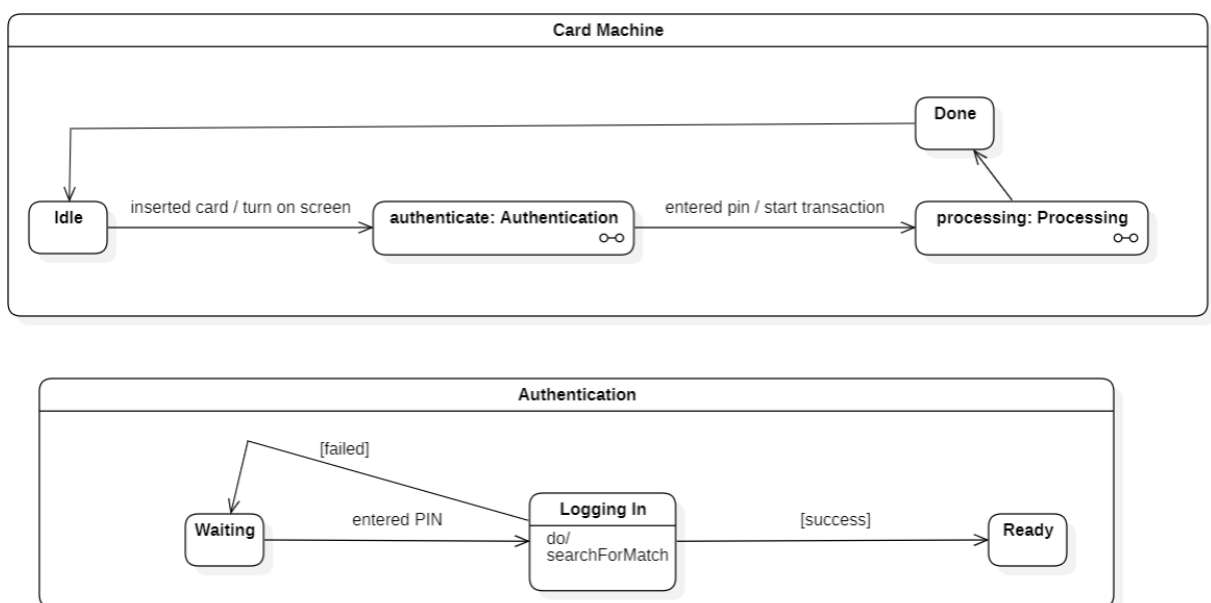 Card Machine
Done
Idle
inserted card / turn on screen
authenticate: Authentication
entered pin / start transaction
processing: Processing
Authentication
[failed]
Waiting
entered PIN
Logging In
do/
searchForMatch
[success]
Ready